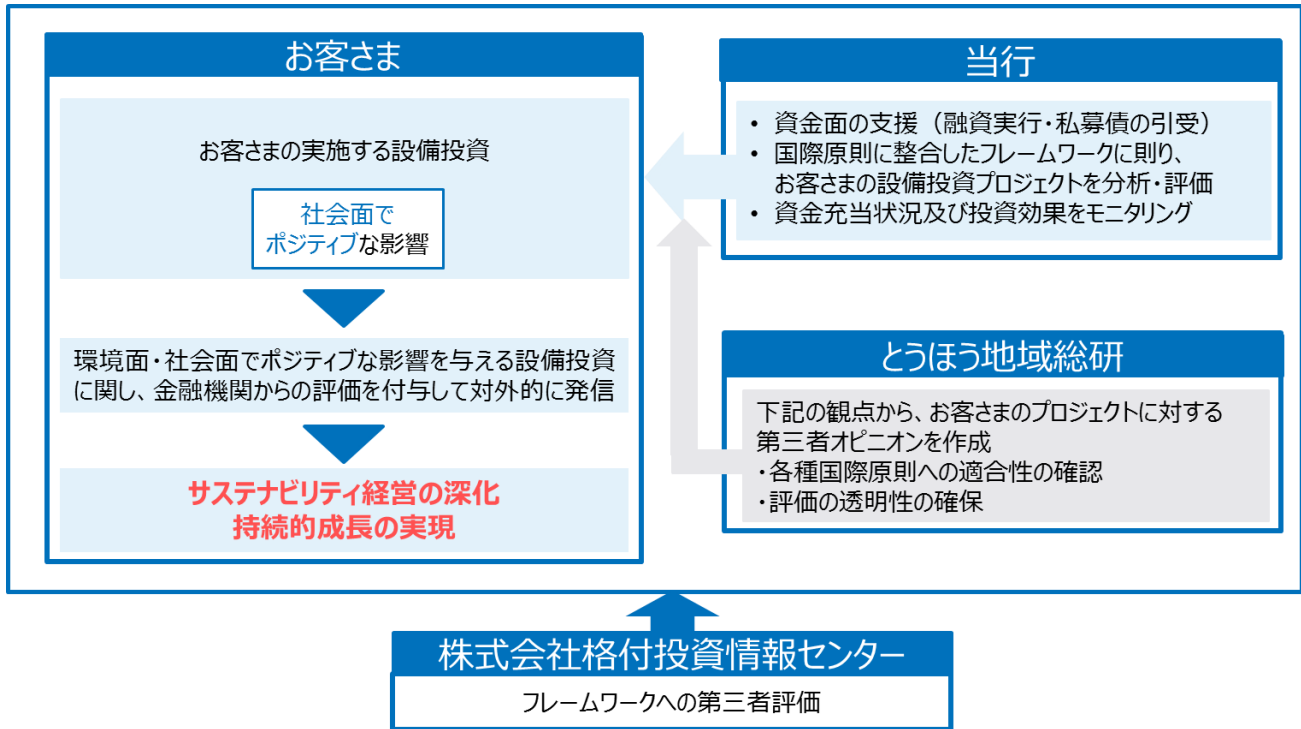 お客さま
お客さまの実施する設備投資
社会面で
ポジティブな影響
環境面・社会面でポジティブな影響を与える設備投資
に関し、金融機関からの評価を付与して対外的に発信
サステナビリティ経営の深化
持続的成長の実現
当行
• 資金面の支援（融資実行・私募債の引受）
• 国際原則に整合したフレームワークに則り、
お客さまの設備投資プロジェクトを分析・評価
• 資金充当状況及び投資効果をモニタリング
とうほう地域総研
下記の観点から、お客さまのプロジェクトに対する
第三者オピニオンを作成
・各種国際原則への適合性の確認
・評価の透明性の確保
株式会社格付投資情報センター
フレームワークへの第三者評価